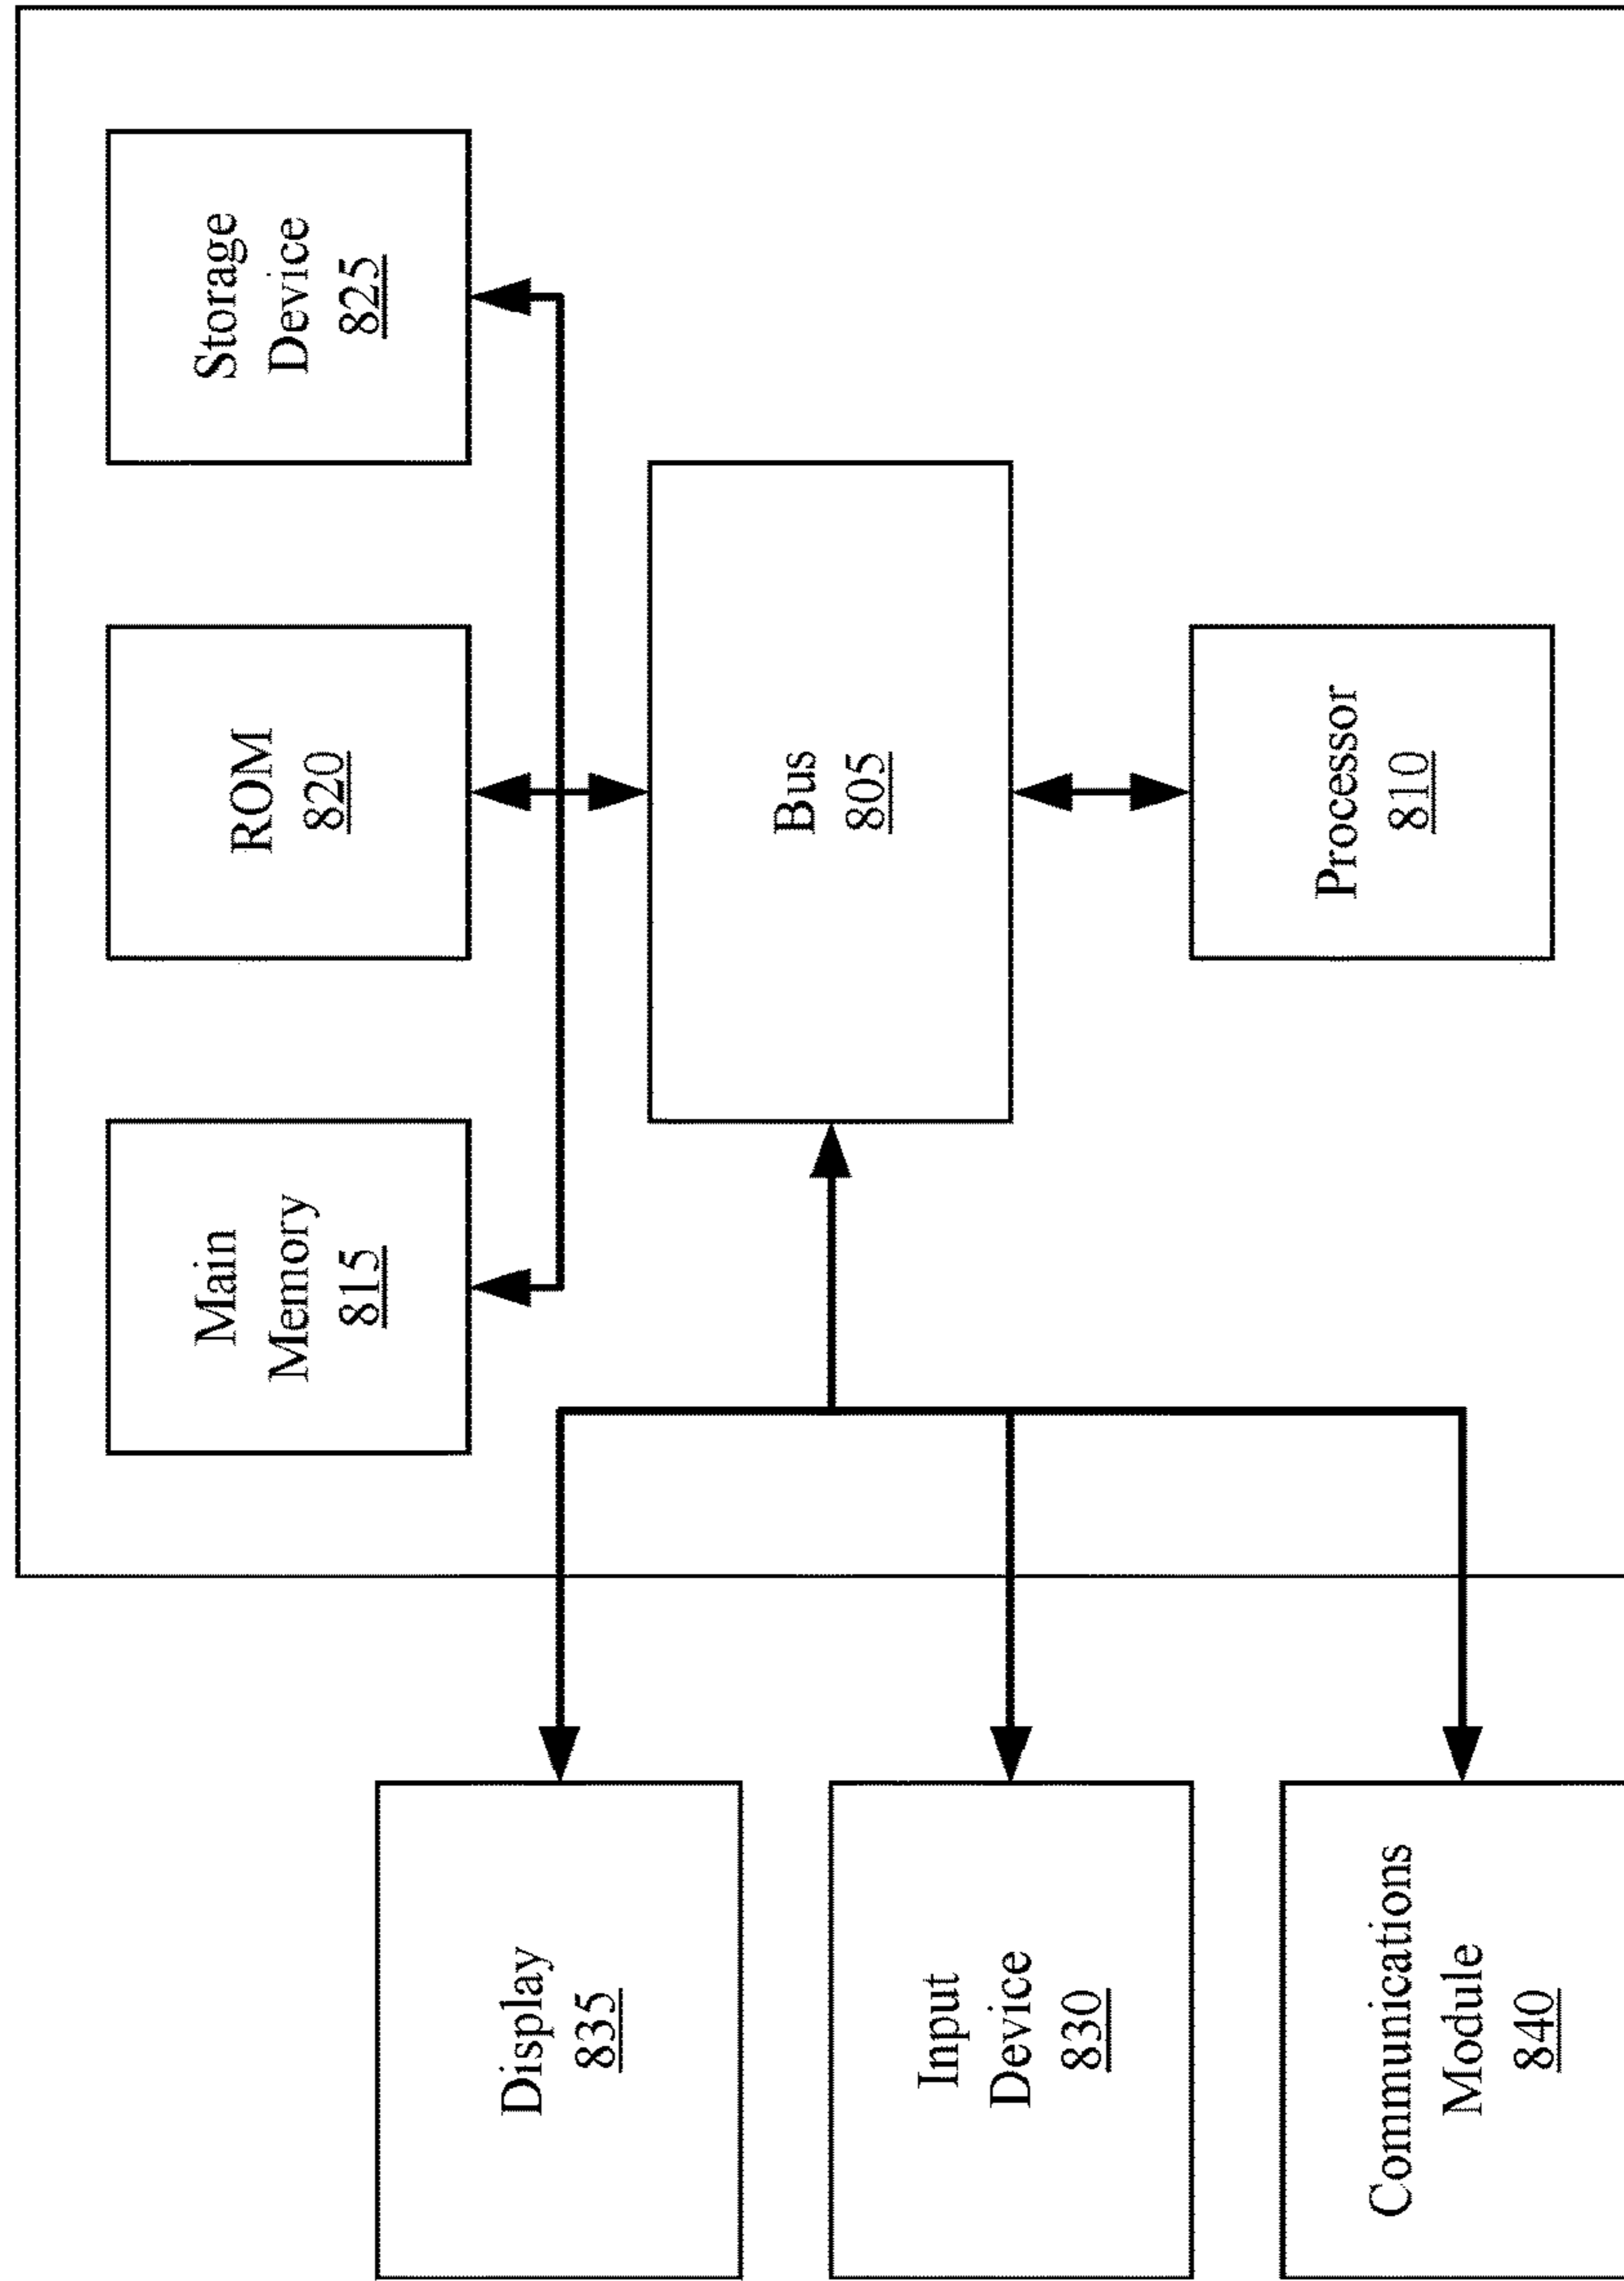 Main
Memory
815
ROM
820
Storage
Device
825
Display
835
Bus
805
Input
Device
830
Processor
810
Communications
Module
840